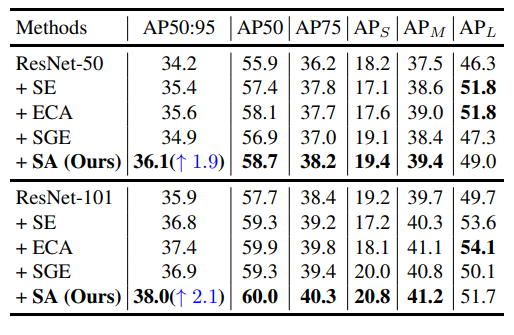 Methods AP50:95 AP50 AP75 APS APM APL
ResNet-50 34.2 55.9 36.2 18.2 37.5 46.3
+ SE 35.4 57.4 37.8 17.1 38.6 51.8
+ ECA 35.6 58.1 37.7 17.6 39.0 51.8
+ SGE 34.9 56.9 37.0 19.1 38.4 47.3
+ SA (Ours) 36.1(↑ 1.9) 58.7 38.2 19.4 39.4 49.0
ResNet-101 35.9 57.7 38.4 19.2 39.7 49.7
+ SE 36.8 59.3 39.2 17.2 40.3 53.6
+ ECA 37.4 59.9 39.8 18.1 41.1 54.1
+ SGE 36.9 59.3 39.4 20.0 40.8 50.1
+ SA (Ours) 38.0(↑ 2.1) 60.0 40.3 20.8 41.2 51.7